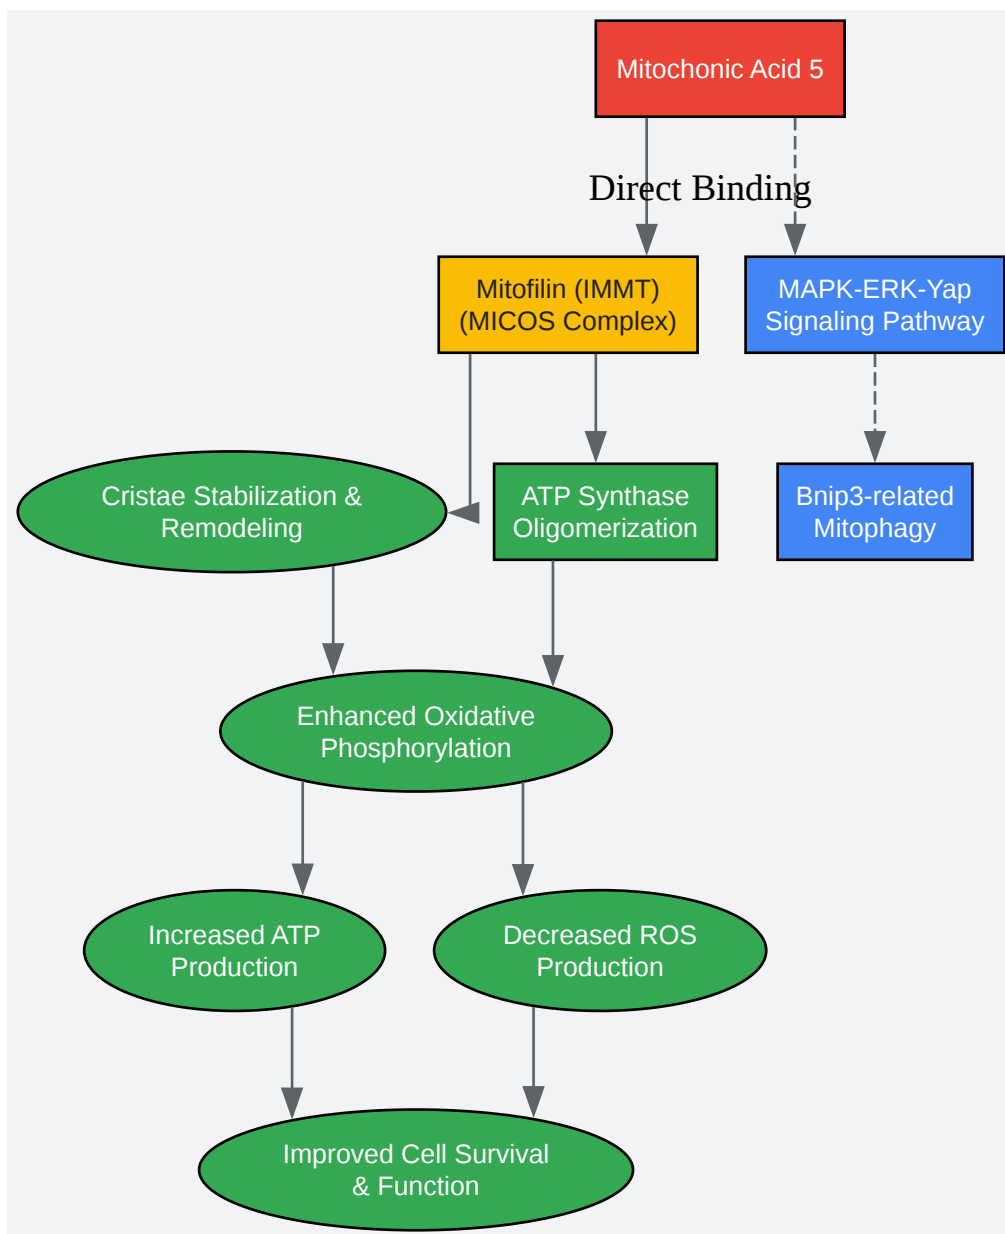 Mitochonic Acid 5
Direct Binding
Mitofilin (IMMT)
(MICOS Complex)
MAPK-ERK-Yap
Signaling Pathway
Cristae Stabilization &
Remodeling
ATP Synthase
Oligomerization
Bnip3-related
Mitophagy
Enhanced Oxidative
Phosphorylation
Increased ATP
Production
Decreased ROS
Production
Improved Cell Survival
& Function